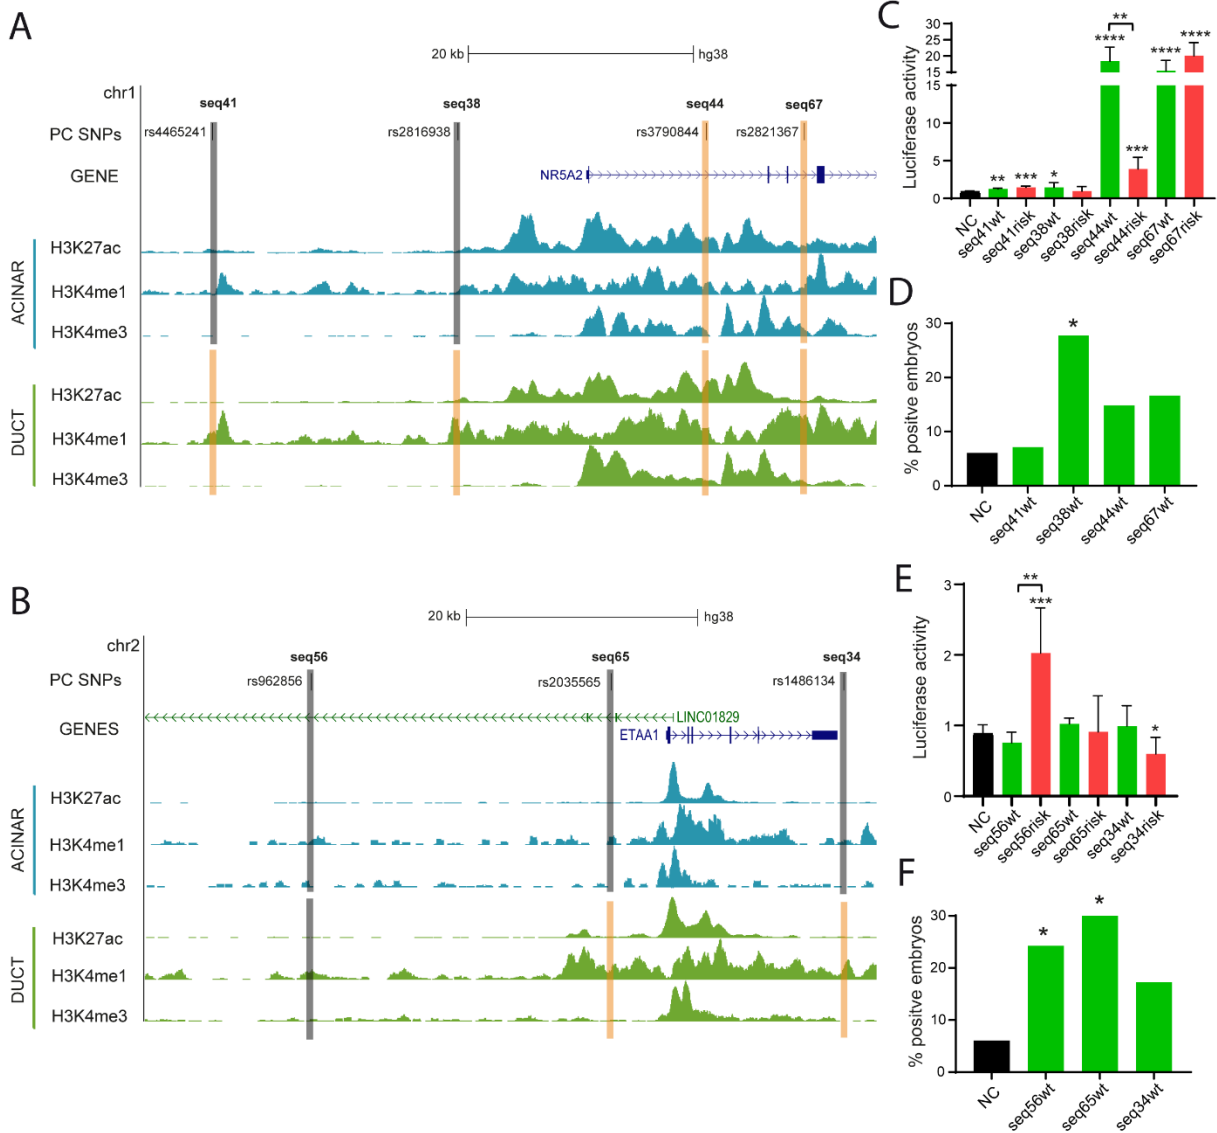 A
20 kb
hg38
chr1
seq41
seq38
seq44
seq67
PC SNPs
rs4465241
rs2816938
rs3790844
rs2821367
GENE
NR5A2
ACINAR
H3K27ac
H3K4me1
H3K4me3
DUCT
H3K27ac
H3K4me1
H3K4me3
B
20 kb
hg38
chr2
seq56
seq65
seq34
PC SNPs
rs962856
rs2035565
rs1486134
GENES
LINC01829
ETAA1
ACINAR
H3K27ac
H3K4me1
H3K4me3
DUCT
H3K27ac
H3K4me1
H3K4me3
C
Luciferase activity
30
25
20
15
15
10
5
0
**
***
*
****
**
***
****
****
NC
seq41wt
seq41risk
seq38wt
seq38risk
seq44wt
seq44risk
seq67wt
seq67risk
D
% positive embryos
30
20
10
0
*
NC
seq41wt
seq38wt
seq44wt
seq67wt
E
Luciferase activity
3
2
1
0
**
***
*
NC
seq56wt
seq56risk
seq65wt
seq65risk
seq34wt
seq34risk
F
% positive embryos
30
20
10
0
*
*
NC
seq56wt
seq65wt
seq34wt